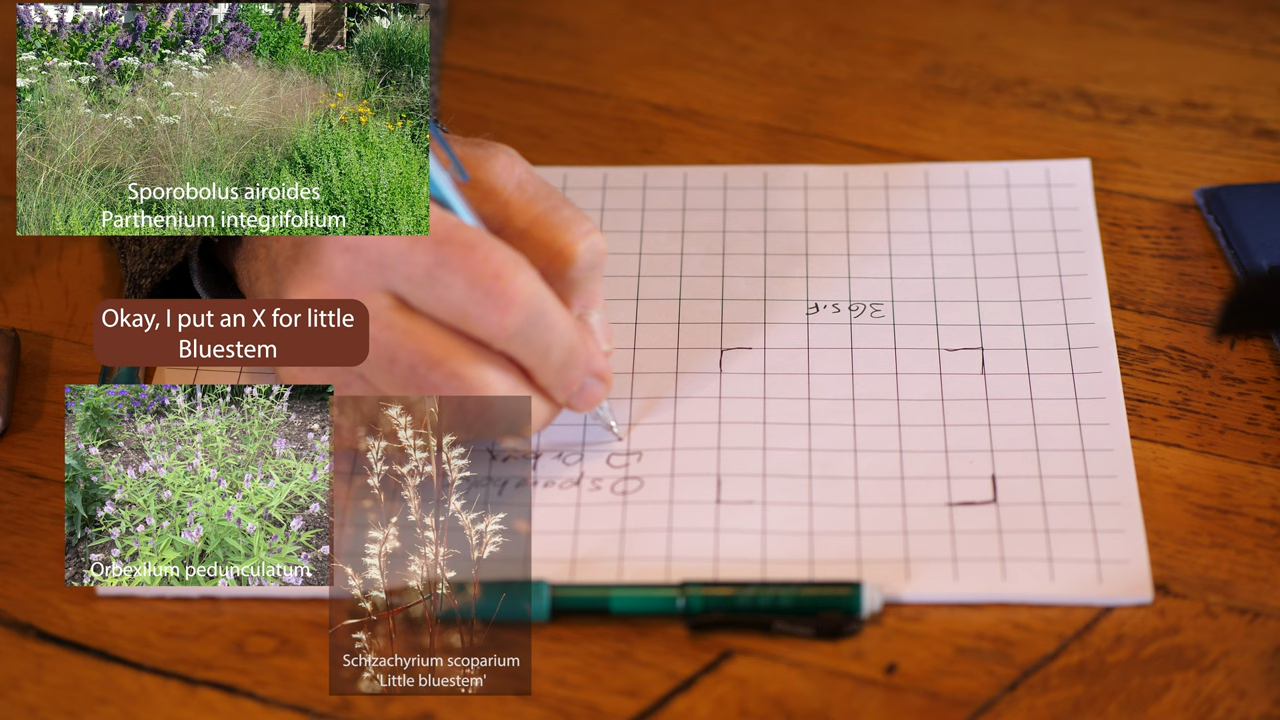 Sporobolus airoides
Parthenium integrifolium
Okay, I put an X for little
Bluestem
Orbexilum pedunculatum
Schizachyrium scoparium
'Little bluestem'
36 s.f